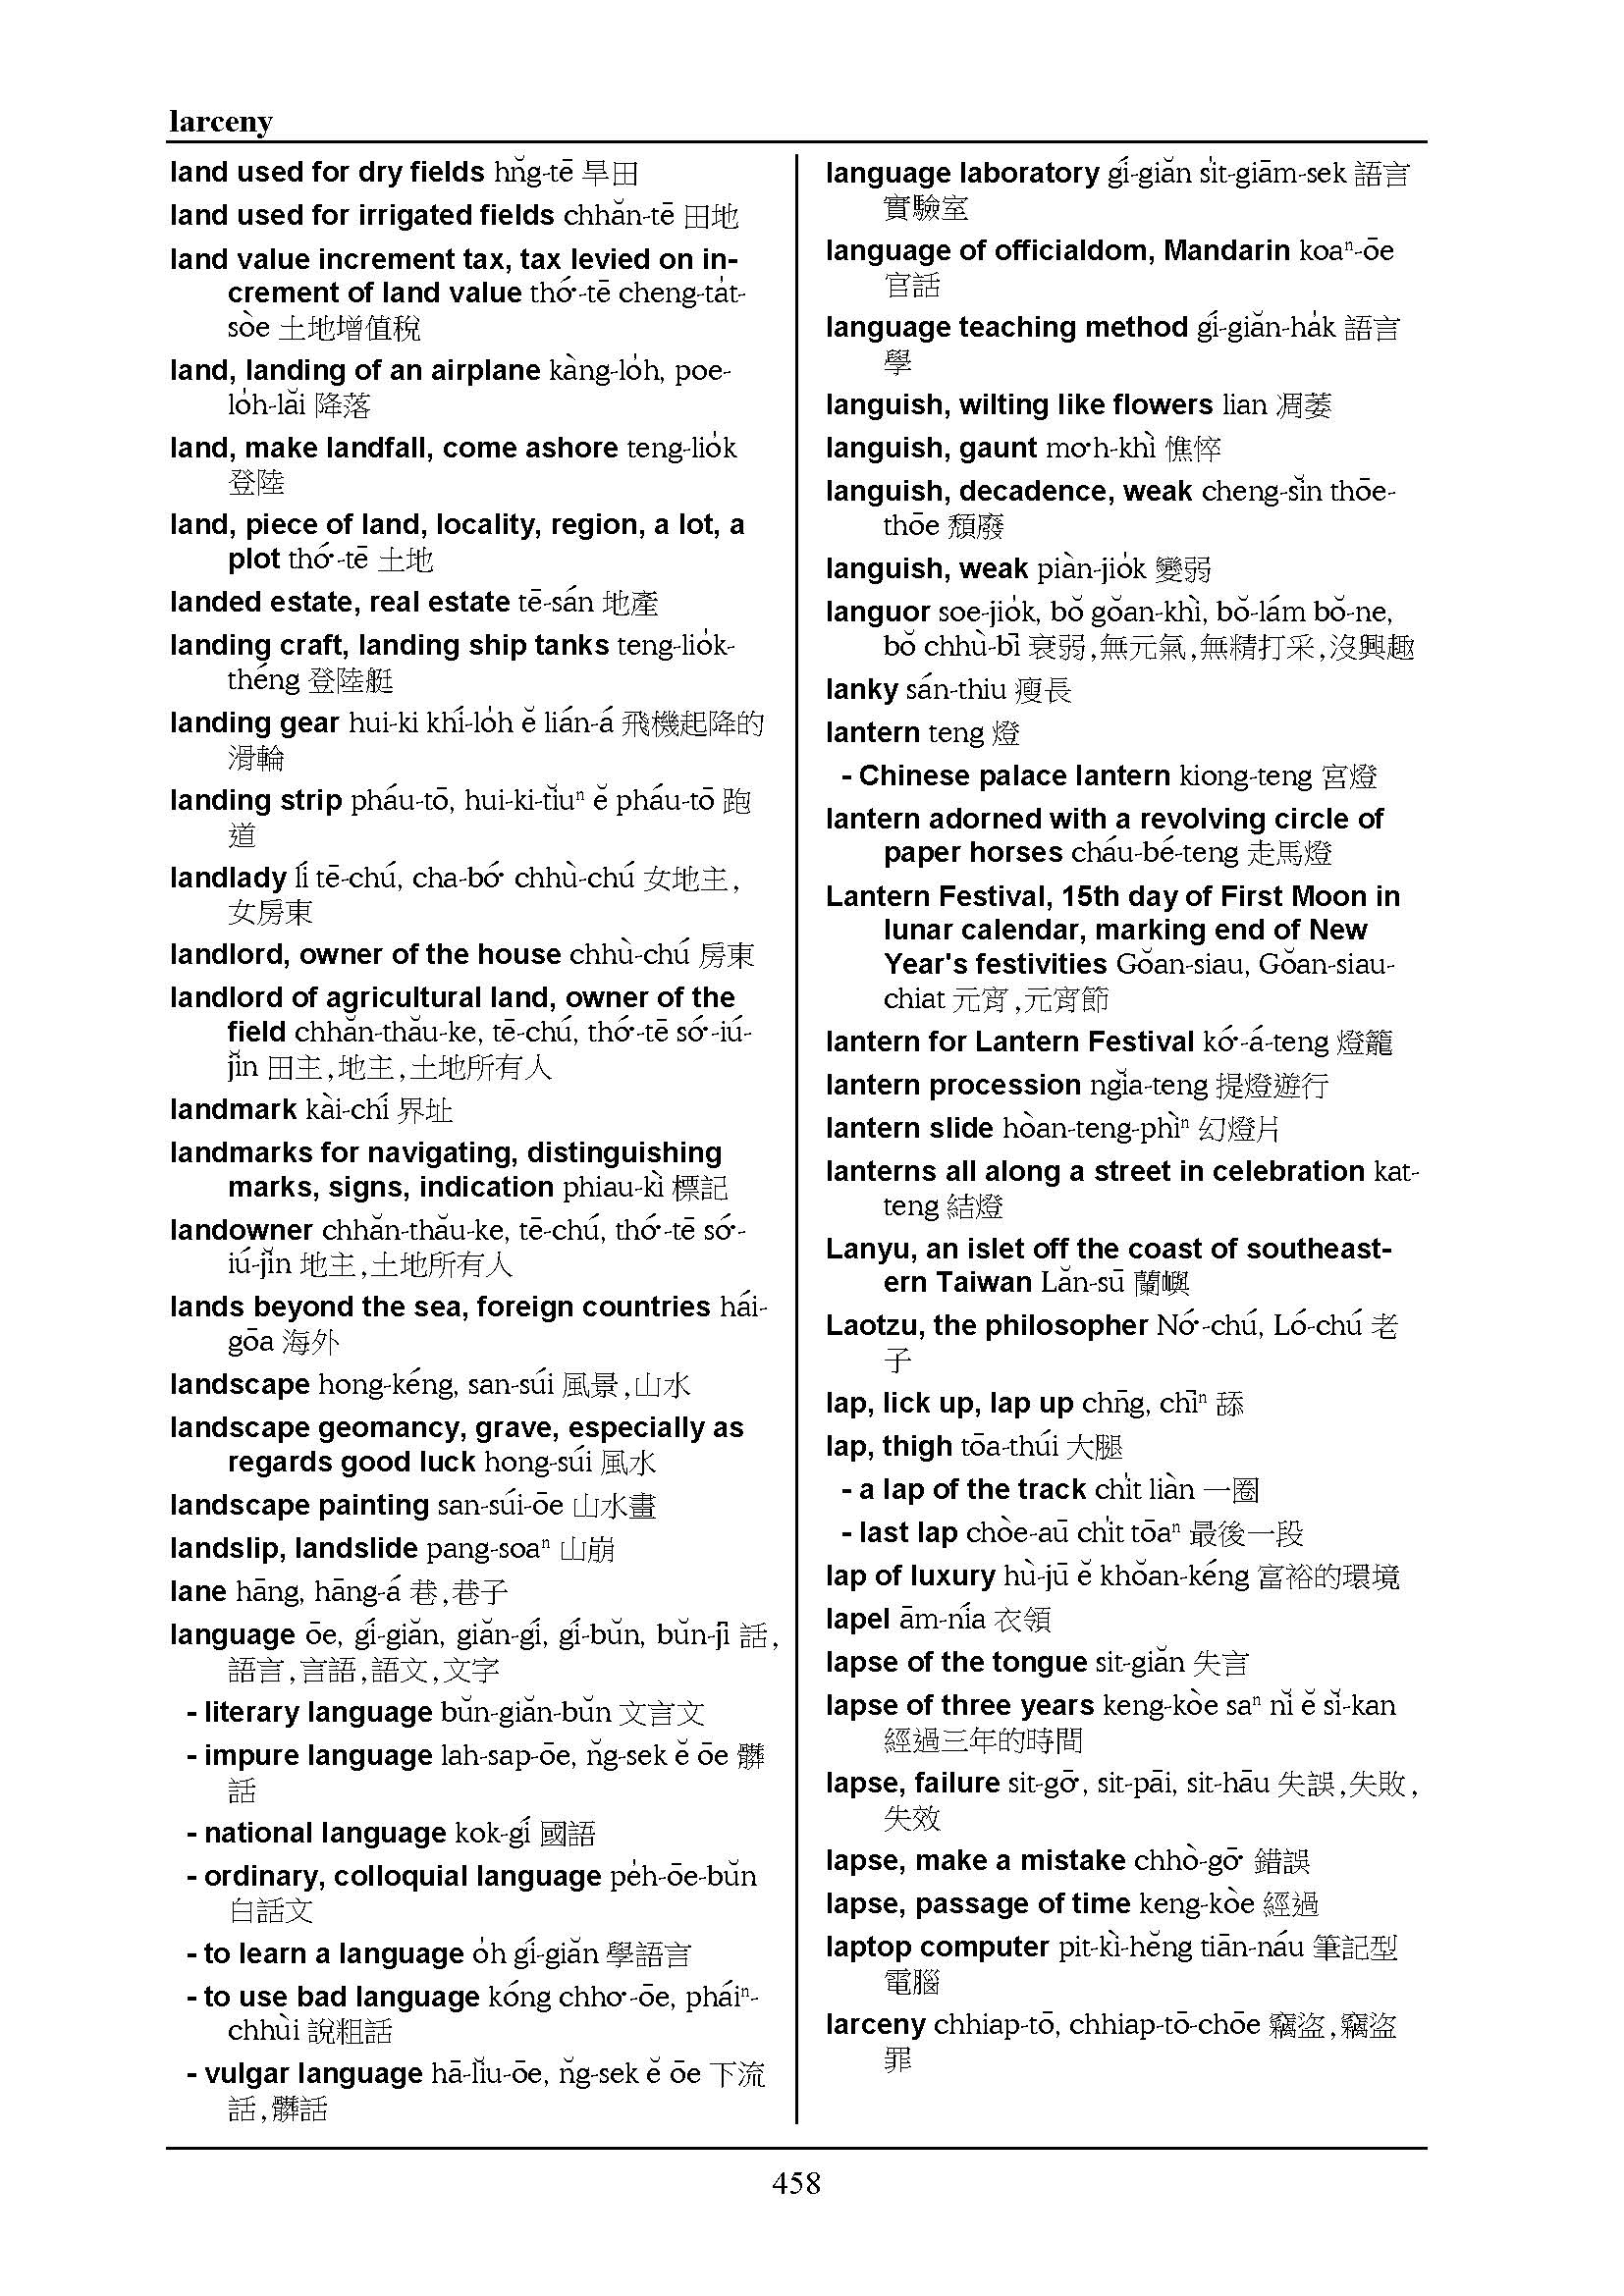 larceny
land used for dry fields hn̆g-tē 旱田
land used for irrigated fields chhăn-tē 田地
land value increment tax, tax levied on in-
crement of land value thó͘-tē cheng-ta̍t-
sòe 土地增值稅
land, landing of an airplane kàng-lo̍h, poe-
lo̍h-lăi 降落
land, make landfall, come ashore teng-lio̍k
登陸
land, piece of land, locality, region, a lot, a
plot thó͘-tē 土地
landed estate, real estate tē-sán 地產
landing craft, landing ship tanks teng-lio̍k-
théng 登陸艇
landing gear hui-ki khí-lo̍h ĕ lián-á 飛機起降的
滑輪
landing strip pháu-tō, hui-ki-tĭuⁿ ĕ pháu-tō 跑
道
landlady lí tē-chú, cha-bó͘ chhù-chú 女地主,
女房東
landlord, owner of the house chhù-chú 房東
landlord of agricultural land, owner of the
field chhăn-thău-ke, tē-chú, thó͘-tē só͘-iú-
jĭn 田主,地主,土地所有人
landmark kài-chí 界址
landmarks for navigating, distinguishing
marks, signs, indication phiau-kì 標記
landowner chhăn-thău-ke, tē-chú, thó͘-tē só͘-
iú-jĭn 地主,土地所有人
lands beyond the sea, foreign countries hái-
gōa 海外
landscape hong-kéng, san-súi 風景,山水
landscape geomancy, grave, especially as
regards good luck hong-súi 風水
landscape painting san-súi-ōe 山水畫
landslip, landslide pang-soaⁿ 山崩
lane hāng, hāng-á 巷,巷子
language ōe, gí-giăn, giăn-gí, gí-bŭn, bŭn-jī 話,
語言,言語,語文,文字
- literary language bŭn-giăn-bŭn 文言文
- impure language lah-sap-ōe, n̆g-sek ĕ ōe 髒
話
- national language kok-gí 國語
- ordinary, colloquial language pe̍h-ōe-bŭn
白話文
- to learn a language o̍h gí-giăn 學語言
- to use bad language kóng chho͘-ōe, pháiⁿ-
chhùi 說粗話
- vulgar language hā-lĭu-ōe, n̆g-sek ĕ ōe 下流
話,髒話
language laboratory gí-giăn si̍t-giām-sek 語言
實驗室
language of officialdom, Mandarin koaⁿ-ōe
官話
language teaching method gí-giăn-ha̍k 語言
學
languish, wilting like flowers lian 凋萎
languish, gaunt mo͘h-khì 憔悴
languish, decadence, weak cheng-sĭn thōe-
thōe 頹廢
languish, weak piàn-jio̍k 變弱
languor soe-jio̍k, bŏ gŏan-khì, bŏ-lám bŏ-ne,
bŏ chhù-bī 衰弱,無元氣,無精打采,沒興趣
lanky sán-thiu 瘦長
lantern teng 燈
- Chinese palace lantern kiong-teng 宮燈
lantern adorned with a revolving circle of
paper horses cháu-bé-teng 走馬燈
Lantern Festival, 15th day of First Moon in
lunar calendar, marking end of New
Year's festivities Gŏan-siau, Gŏan-siau-
chiat 元宵,元宵節
lantern for Lantern Festival kó͘-á-teng 燈籠
lantern procession ngĭa-teng 提燈遊行
lantern slide hòan-teng-phìⁿ 幻燈片
lanterns all along a street in celebration kat-
teng 結燈
Lanyu, an islet off the coast of southeast-
ern Taiwan Lăn-sū 蘭嶼
Laotzu, the philosopher Nó͘-chú, Ló-chú 老
子
lap, lick up, lap up chn̄g, chīⁿ 舔
lap, thigh tōa-thúi 大腿
- a lap of the track chi̍t liàn 一圈
- last lap chòe-aū chi̍t tōaⁿ 最後一段
lap of luxury hù-jū ĕ khŏan-kéng 富裕的環境
lapel ām-nía 衣領
lapse of the tongue sit-giăn 失言
lapse of three years keng-kòe saⁿ nĭ ĕ sĭ-kan
經過三年的時間
lapse, failure sit-gō͘, sit-pāi, sit-hāu 失誤,失敗,
失效
lapse, make a mistake chhò-gō͘ 錯誤
lapse, passage of time keng-kòe 經過
laptop computer pit-kì-hĕng tiān-náu 筆記型
電腦
larceny chhiap-tō, chhiap-tō-chōe 竊盜,竊盜
罪
458